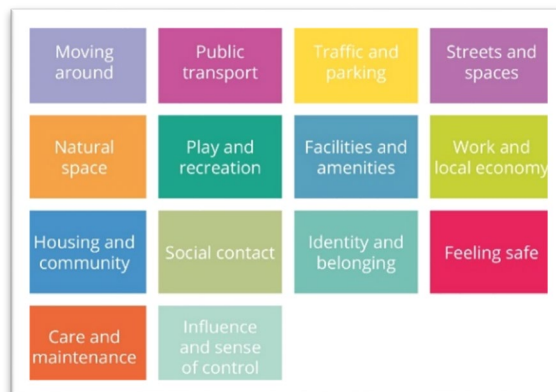 Moving
around
Public
transport
Traffic and
parking
Streets and
spaces
Natural
space
Play and
recreation
Facilities and
amenities
Work and
local economy
Housing and
community
Social contact
Identity and
belonging
Feeling safe
Care and
maintenance
Influence
and sense
of control